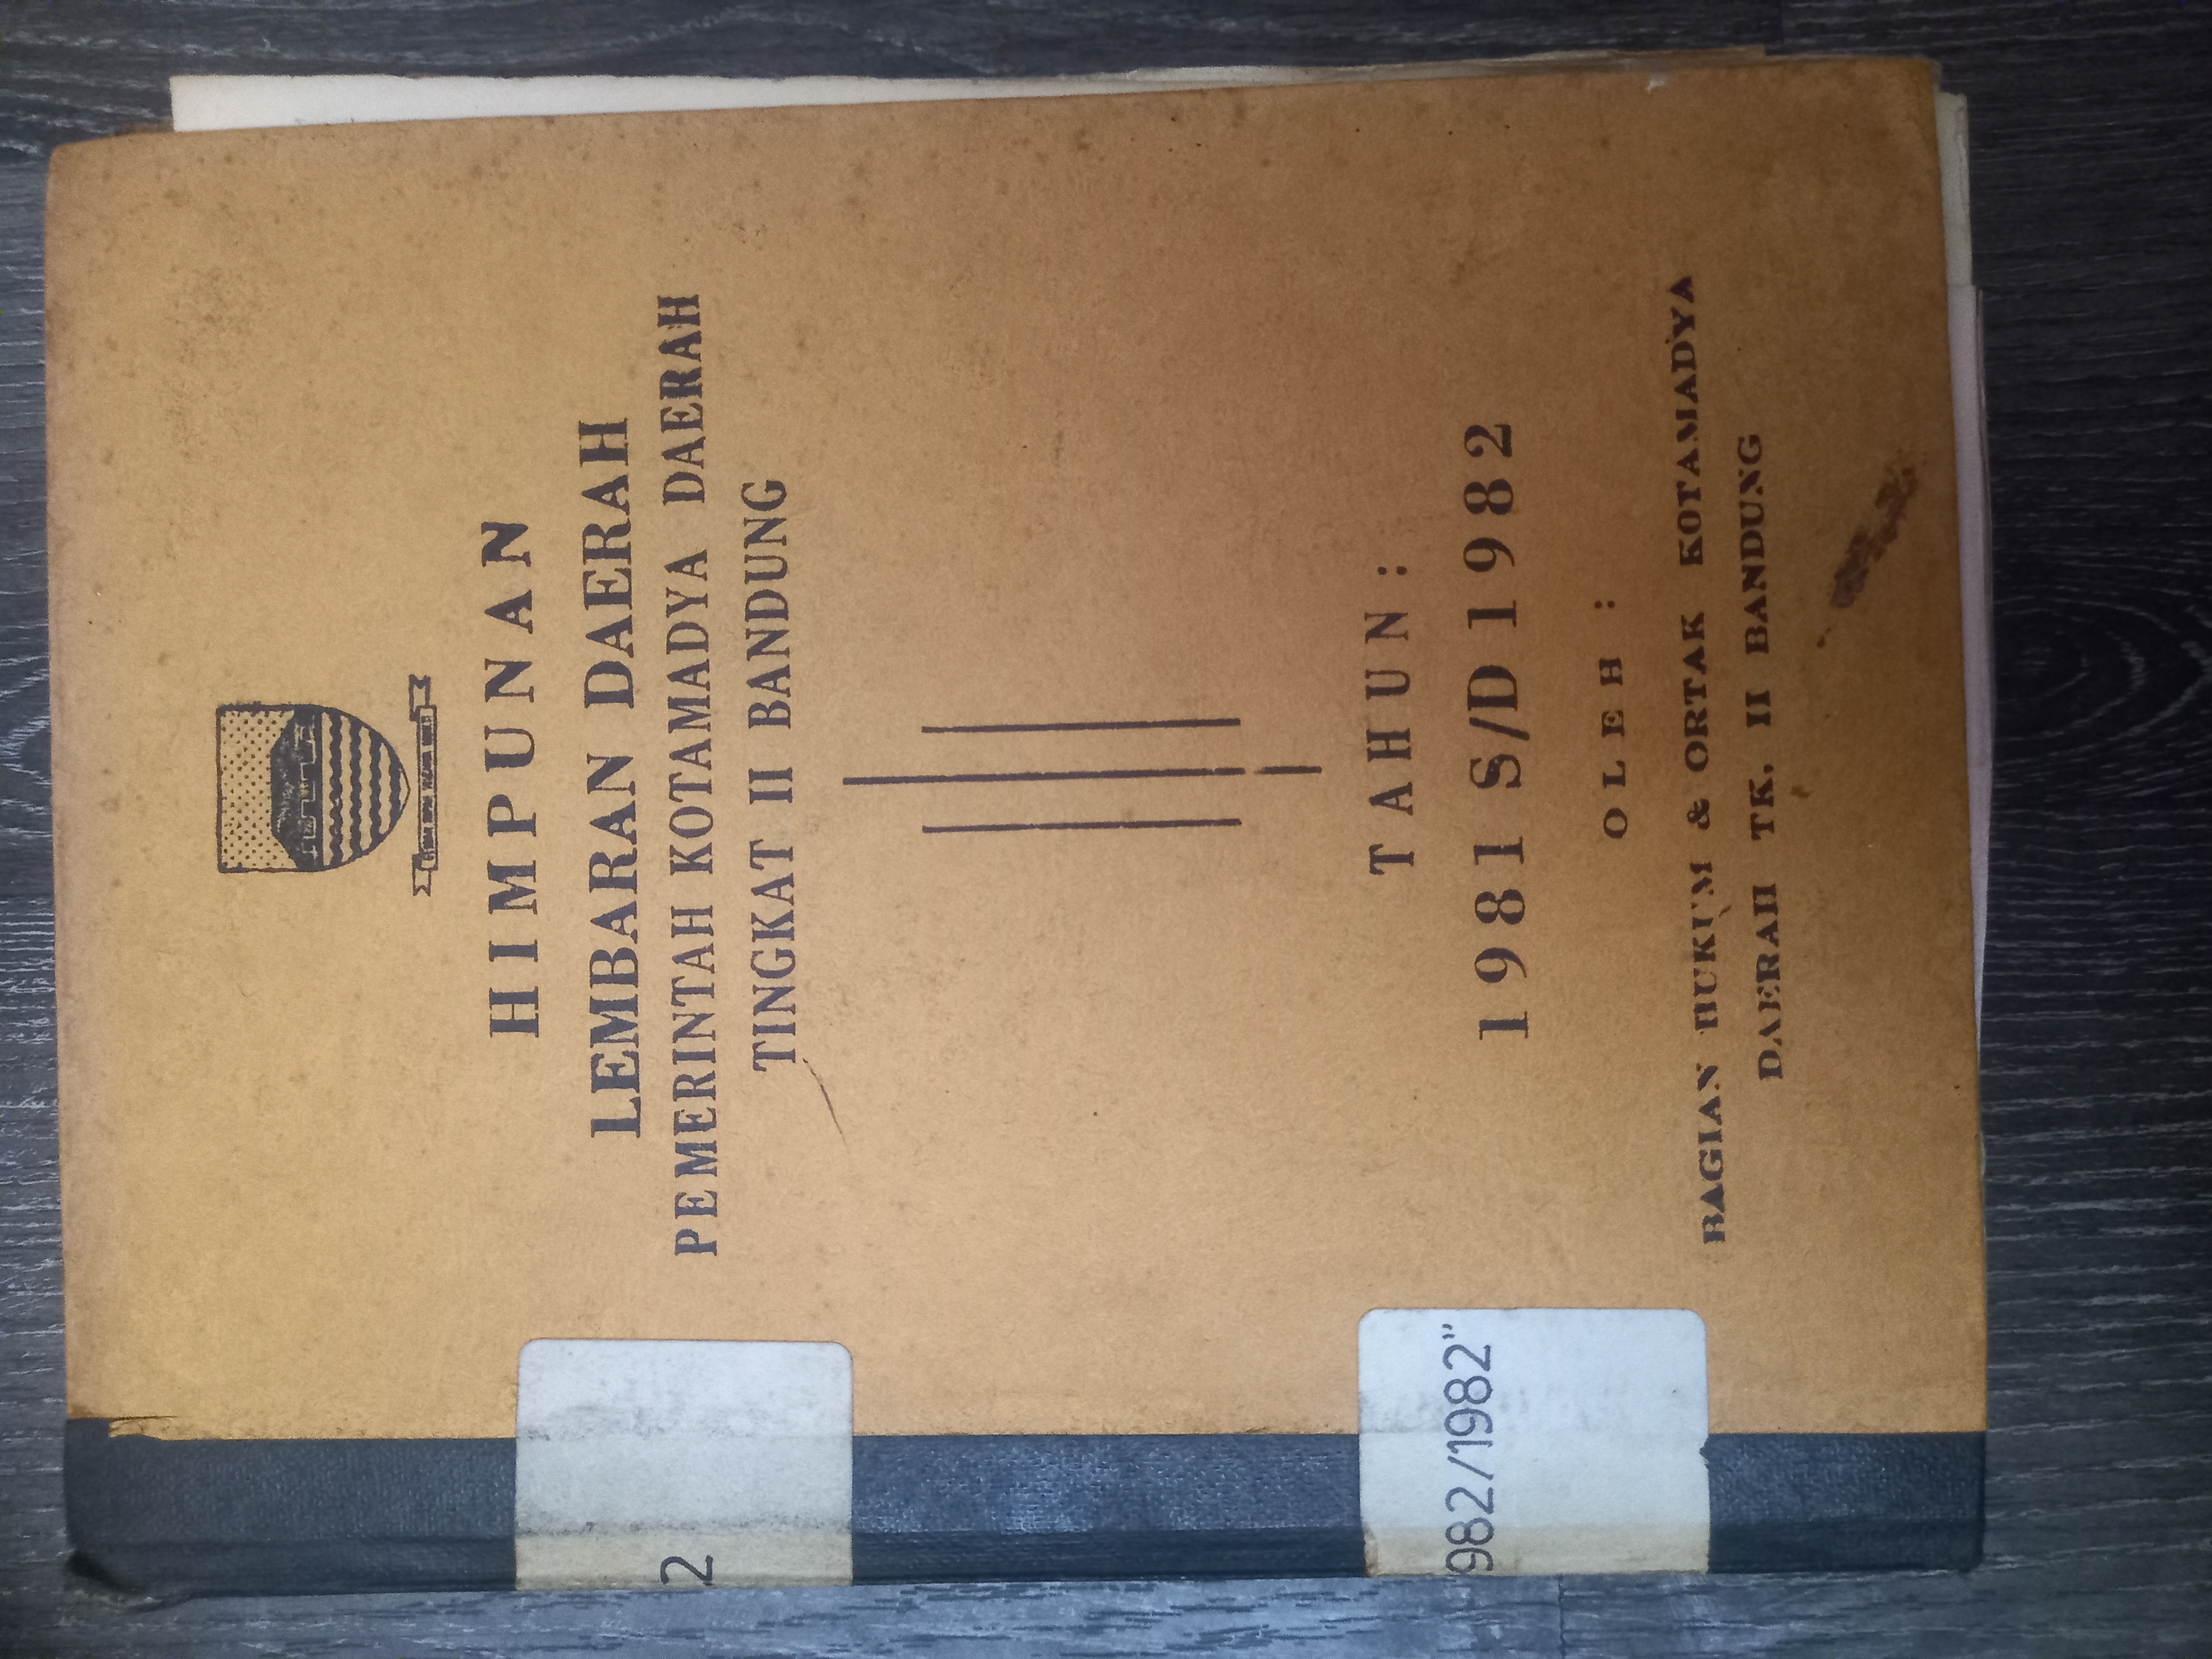 HIMPUNAN
LEMBARAN DAERAH
PEMERINTAH KOTAMADYA DAERAH
TINGKAT II BANDUNG
TAHUN :
1981 S/D 1982
OLEH :
BAGIAN HUKUM & ORTAK KOTAMADYA
DAERAH TK. II BANDUNG
2
982/1982"